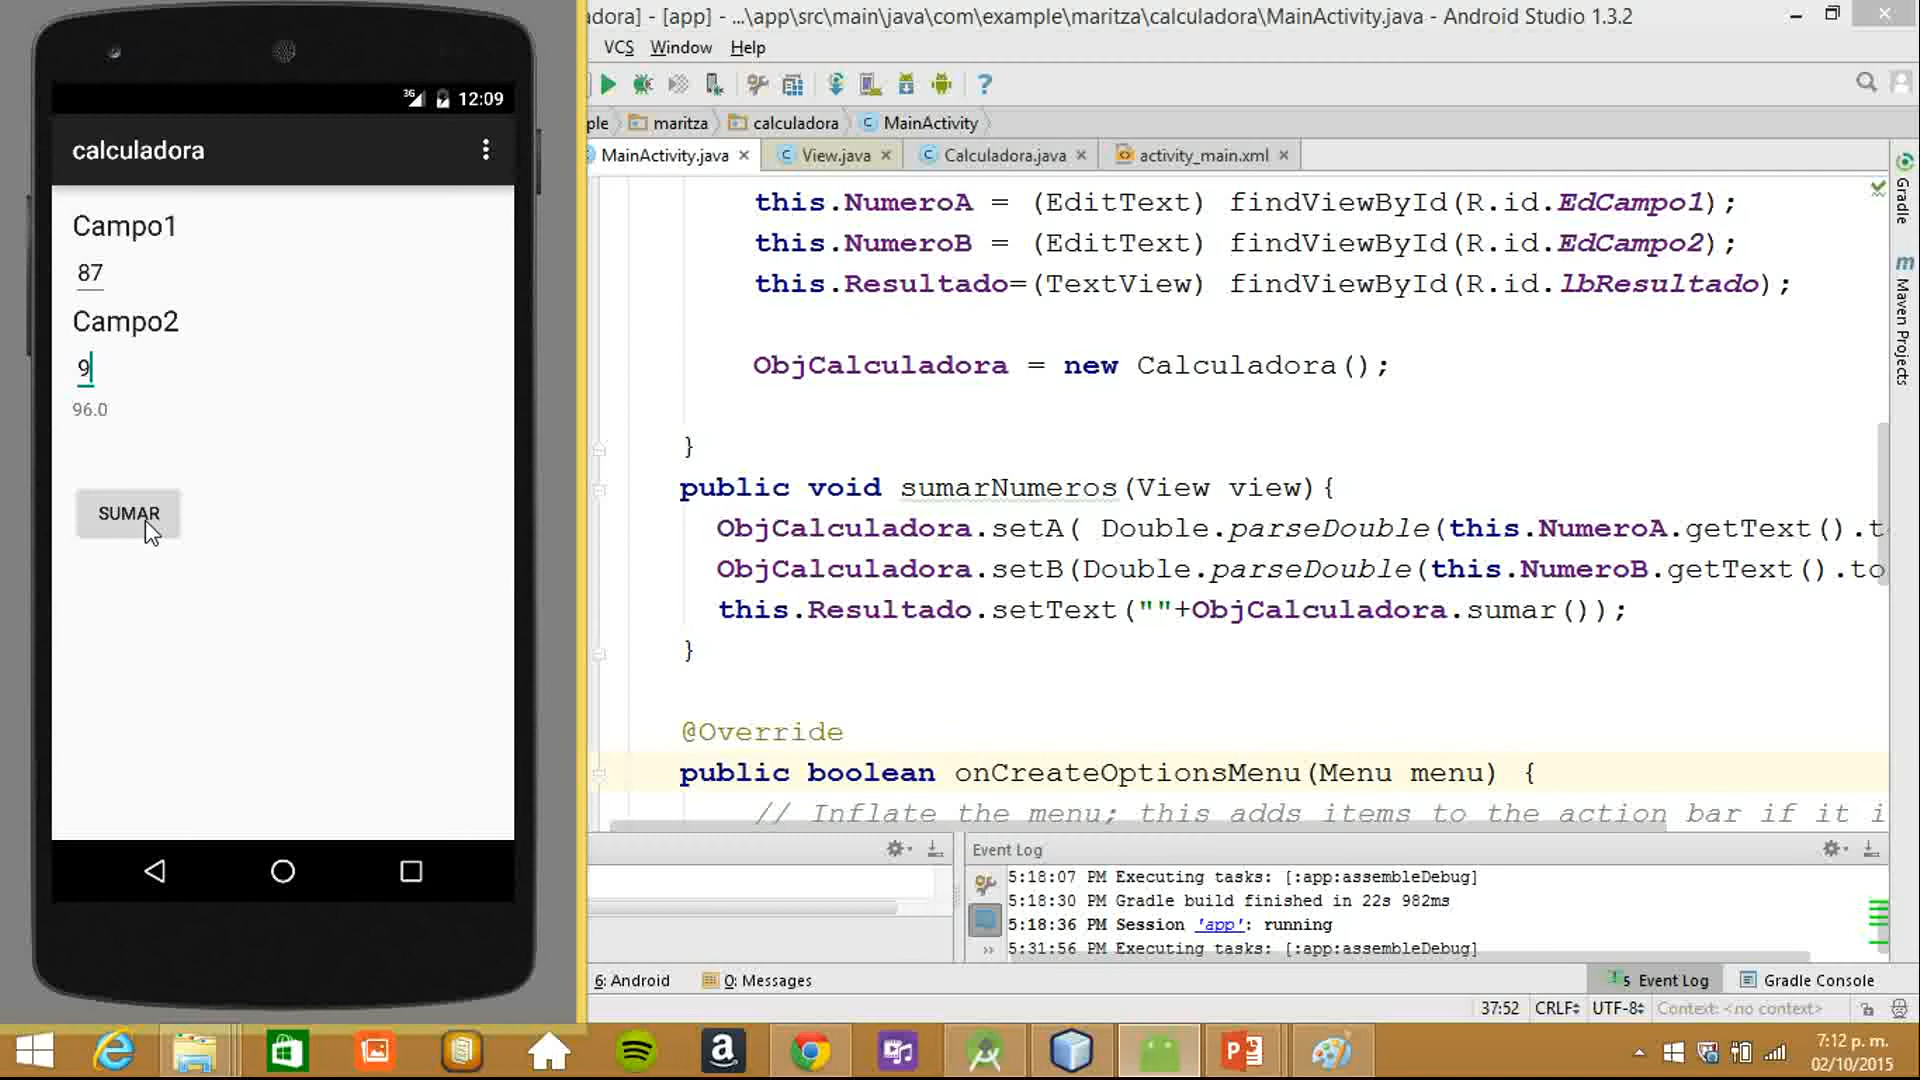 12:09
calculadora
Campo1
87
Campo2
9
96.0
SUMAR
adora] - [app] - ...\app\src\main\java\com\example\maritza\calculadora\MainActivity.java - Android Studio 1.3.2
VCS Window Help
ple maritza calculadora MainActivity
MainActivity.java View.java Calculadora.java activity_main.xml
this.NumeroA = (EditText) findViewById(R.id.EdCampo1);
this.NumeroB = (EditText) findViewById(R.id.EdCampo2);
this.Resultado=(TextView) findViewById(R.id.lbResultado);
ObjCalculadora = new Calculadora();
}
public void sumarNumeros(View view){
ObjCalculadora.setA( Double.parseDouble(this.NumeroA.getText().t
ObjCalculadora.setB(Double.parseDouble(this.NumeroB.getText().to
this.Resultado.setText(""+ObjCalculadora.sumar());
}
@Override
public boolean onCreateOptionsMenu(Menu menu) {
// Inflate the menu; this adds items to the action bar if it i
Gradle
Maven Projects
Event Log
5:18:07 PM Executing tasks: [:app:assembleDebug]
5:18:30 PM Gradle build finished in 22s 982ms
5:18:36 PM Session 'app': running
5:31:56 PM Executing tasks: [:app:assembleDebug]
6: Android 0: Messages 5 Event Log Gradle Console
37:52 CRLF UTF-8 Context: <no context>
7:12 p. m.
02/10/2015